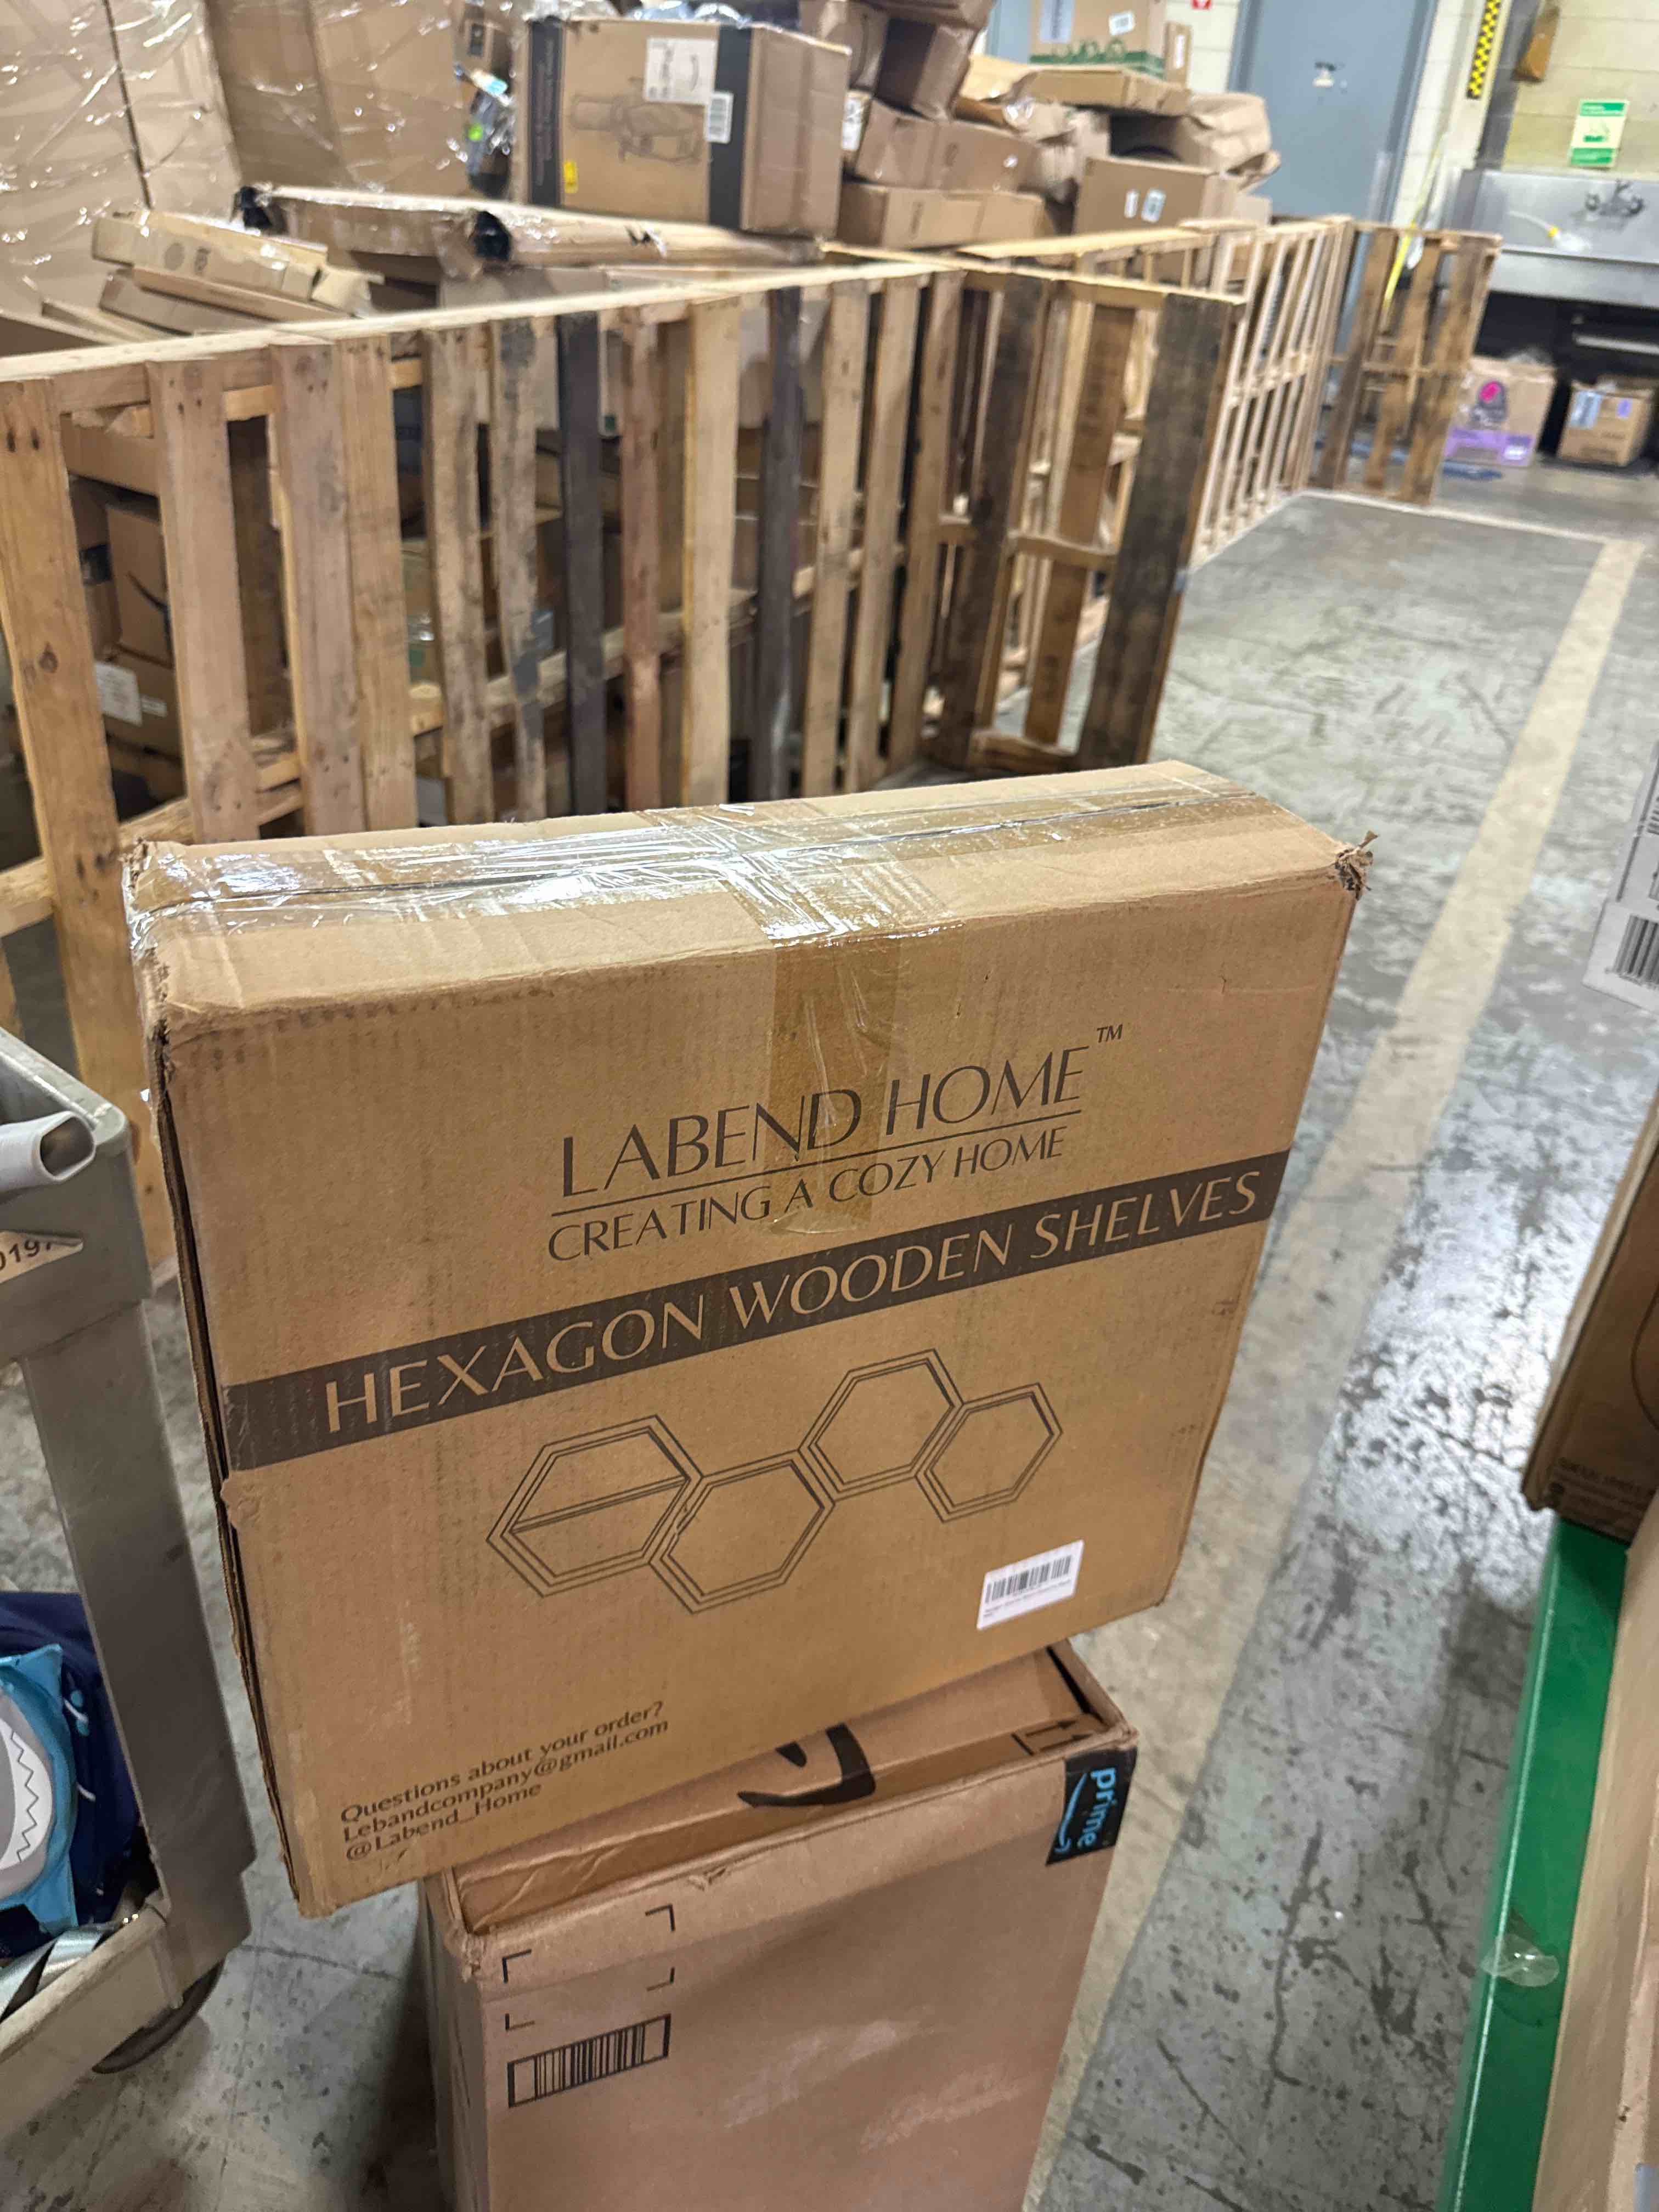 LABEND HOME™
CREATING A COZY HOME
HEXAGON WOODEN SHELVES
Questions about your order?
Lebandcompany@gmail.com
@Labend_Home
prime